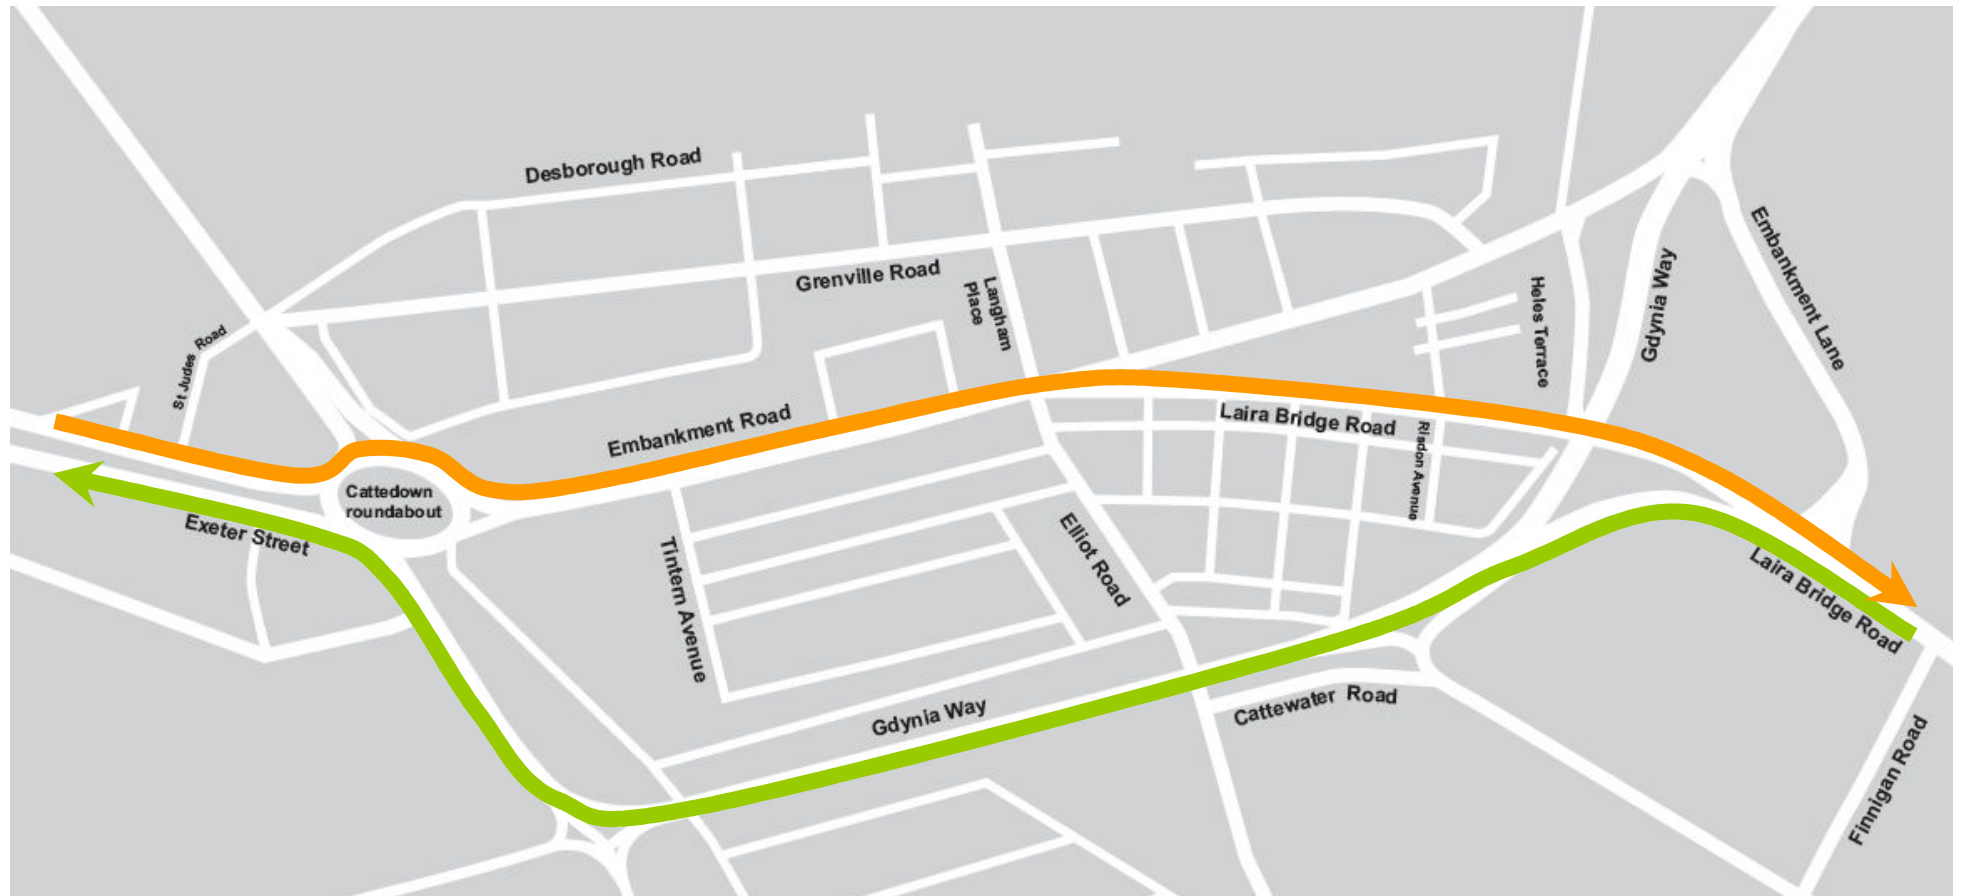 Desborough Road
Embankment Lane
Grenville Road
Langham
Place
Gdynia Way
Heles Terrace
St Judes Road
Embankment Road
Laira Bridge Road
Risdon Avenue
Cattedown
roundabout
Exeter Street
Elliot Road
Tintern Avenue
Laira Bridge Road
Cattewater Road
Gdynia Way
Finnigan Road